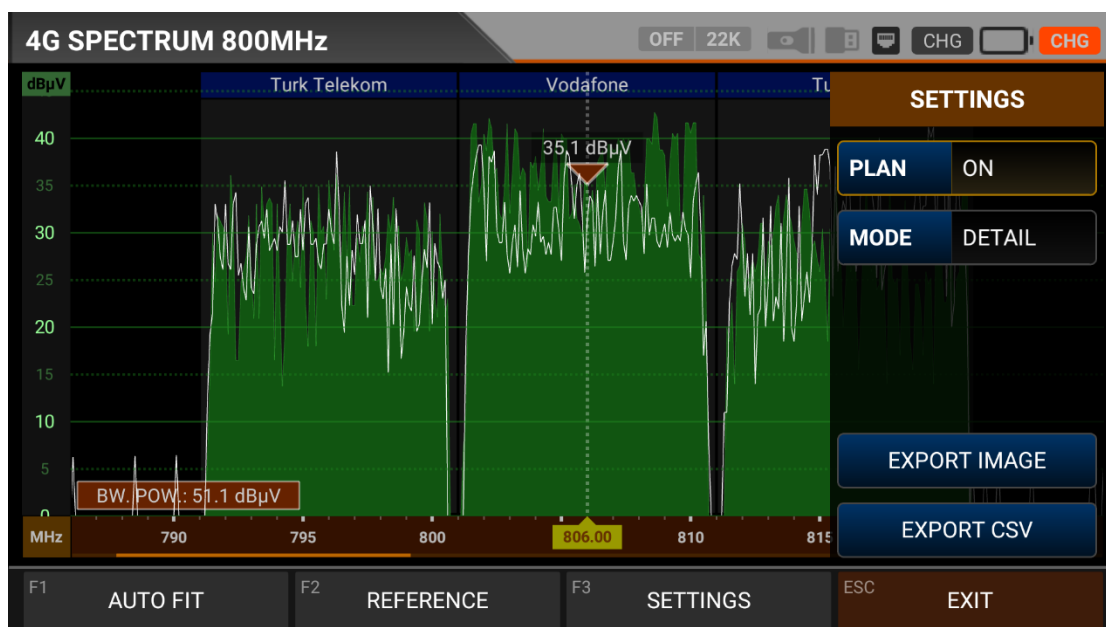 4G SPECTRUM 800MHz
OFF 22K
CHG
CHG
dBµV
Turk Telekom
Vodafone
Tu
SETTINGS
40
35.1 dBµV
M
PLAN ON
35
30
MODE DETAIL
25
20
15
10
EXPORT IMAGE
5
BW. POW.: 51.1 dBµV
0
EXPORT CSV
MHz 790 795 800 806.00 810 815
F1 AUTO FIT
F2 REFERENCE
F3 SETTINGS
ESC EXIT